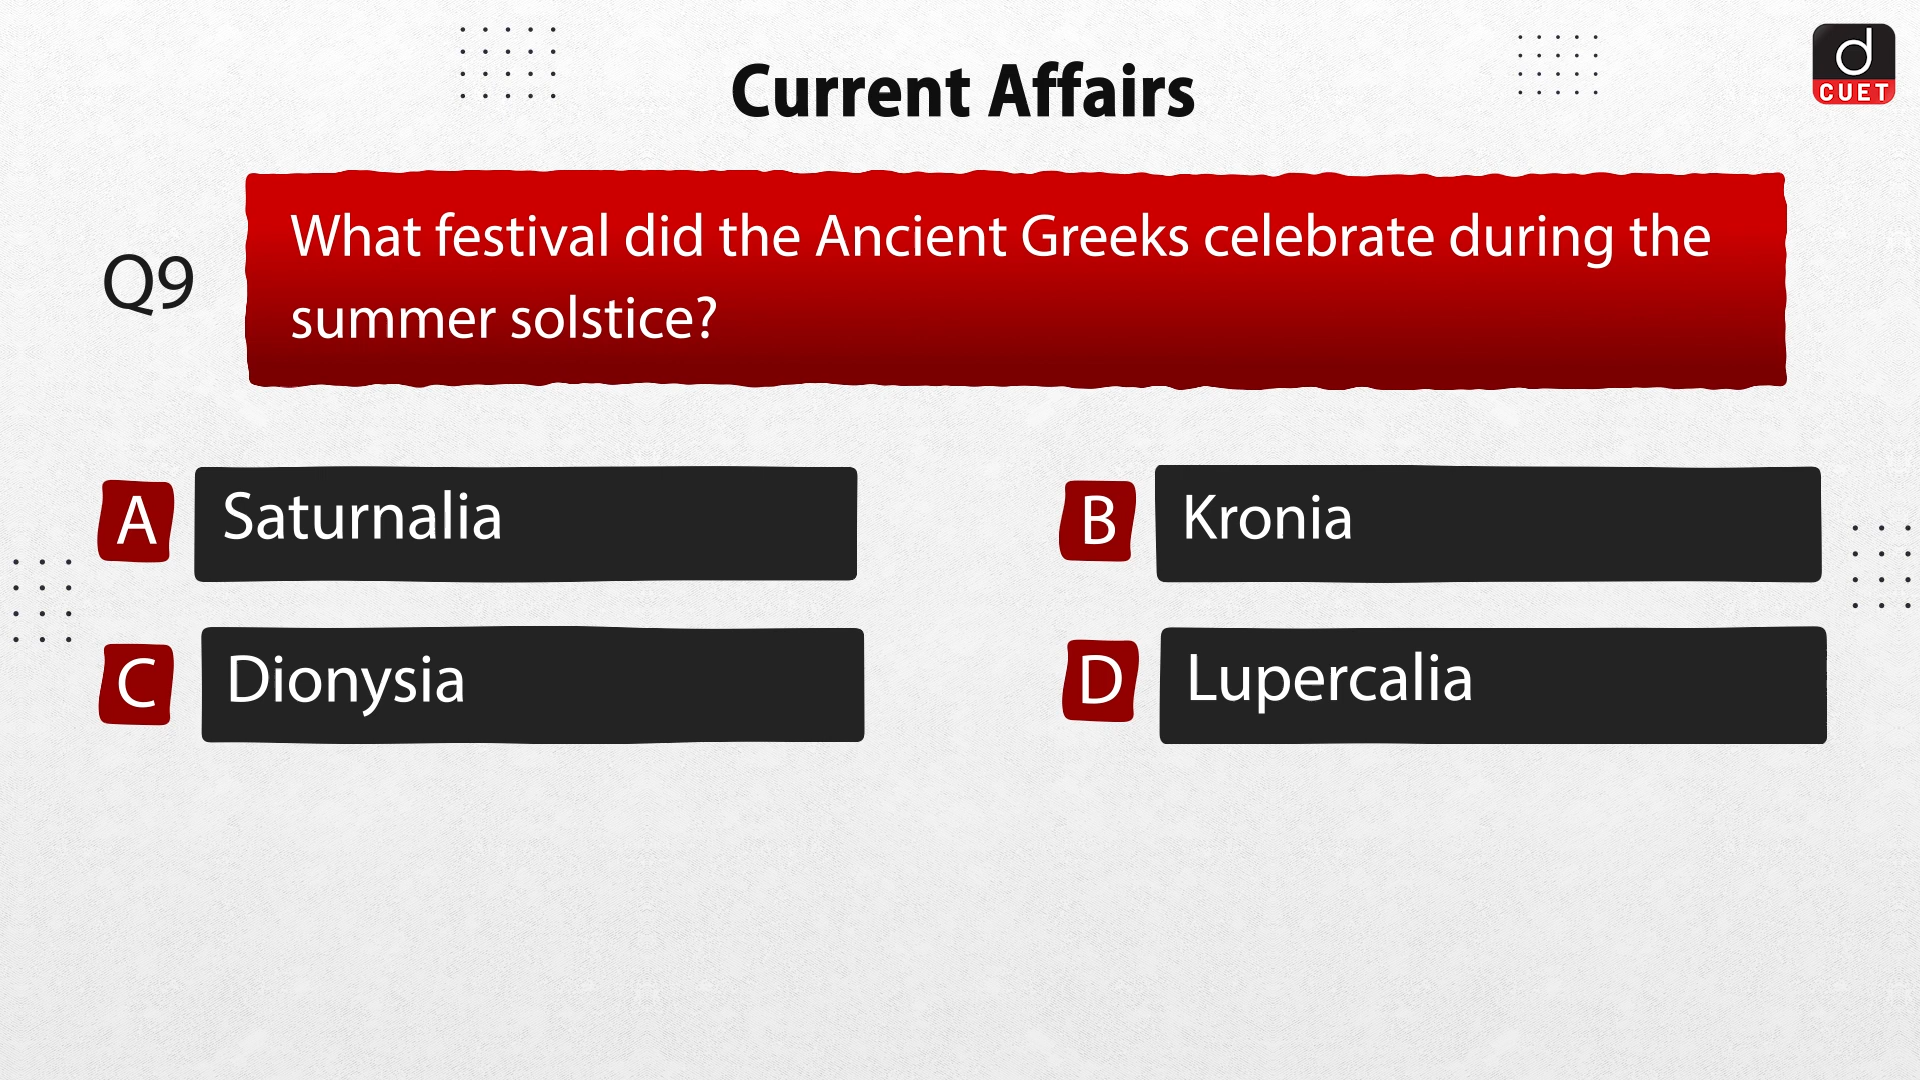 Current Affairs
d
CUET
Q9
What festival did the Ancient Greeks celebrate during the
summer solstice?
A
Saturnalia
B
Kronia
C
Dionysia
D
Lupercalia